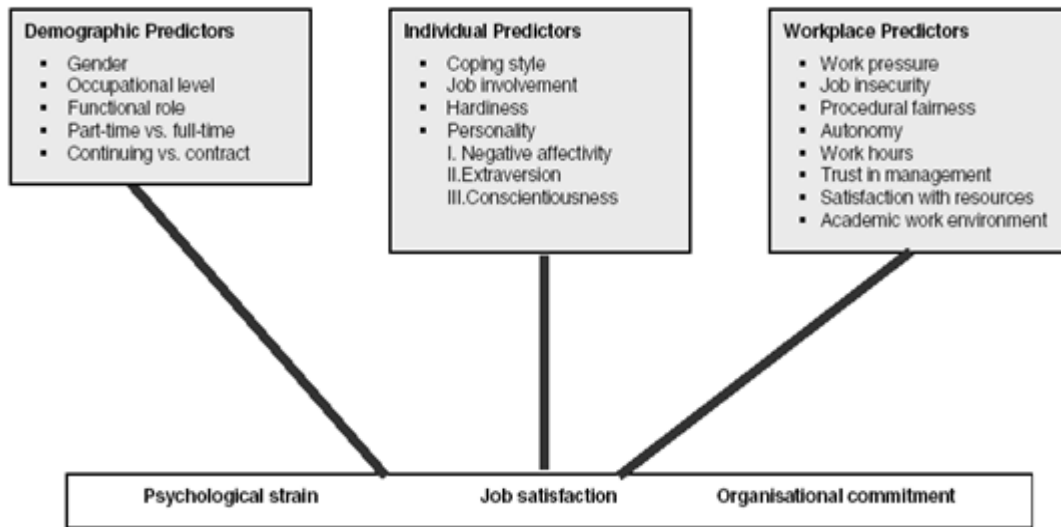 Demographic Predictors
▪ Gender
▪ Occupational level
▪ Functional role
▪ Part-time vs. full-time
▪ Continuing vs. contract
Individual Predictors
▪ Coping style
▪ Job involvement
▪ Hardiness
▪ Personality
I. Negative affectivity
II.Extraversion
III.Conscientiousness
Workplace Predictors
▪ Work pressure
▪ Job insecurity
▪ Procedural fairness
▪ Autonomy
▪ Work hours
▪ Trust in management
▪ Satisfaction with resources
▪ Academic work environment
Psychological strain Job satisfaction Organisational commitment